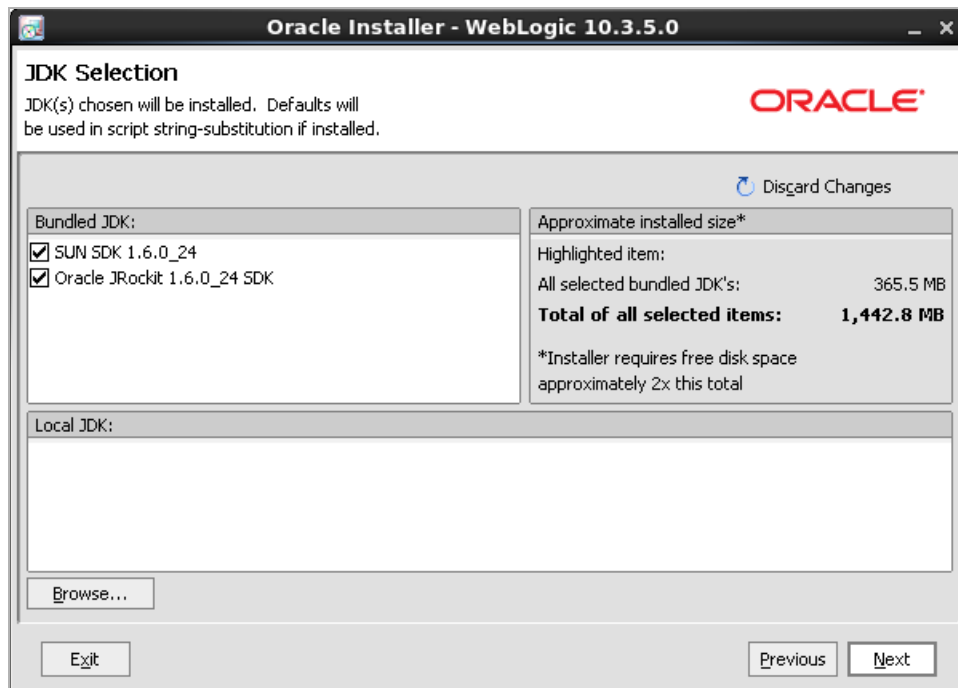 Oracle Installer - WebLogic 10.3.5.0
JDK Selection
JDK(s) chosen will be installed. Defaults will
be used in script string-substitution if installed.
ORACLE
Discard Changes
Bundled JDK:
SUN SDK 1.6.0_24
Oracle JRockit 1.6.0_24 SDK
Approximate installed size*
Highlighted item:
All selected bundled JDK's: 365.5 MB
Total of all selected items: 1,442.8 MB
*Installer requires free disk space
approximately 2x this total
Local JDK:
Browse...
Exit
Previous
Next